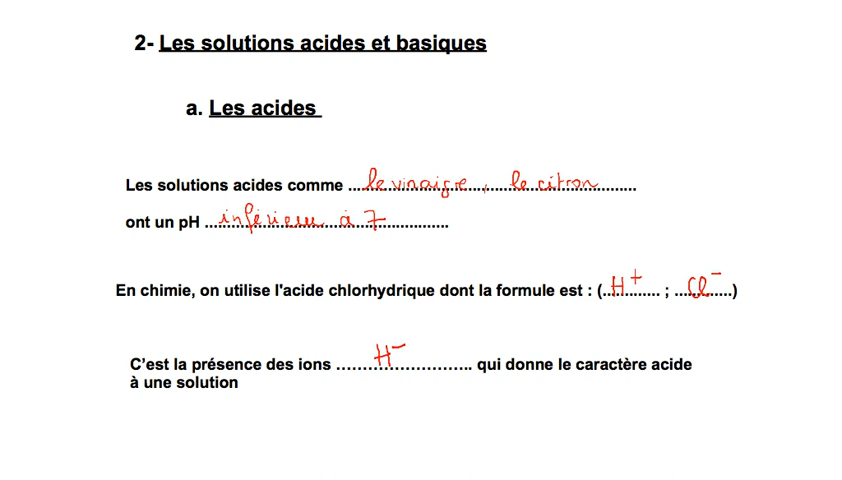 2- Les solutions acides et basiques
a. Les acides
Les solutions acides comme ... le vinaigre , le citron ...
ont un pH ... inférieur à 7 ...
En chimie, on utilise l'acide chlorhydrique dont la formule est : (... H⁺ ... ; ... Cl⁻ ...)
C’est la présence des ions ... H⁻ ... qui donne le caractère acide
à une solution